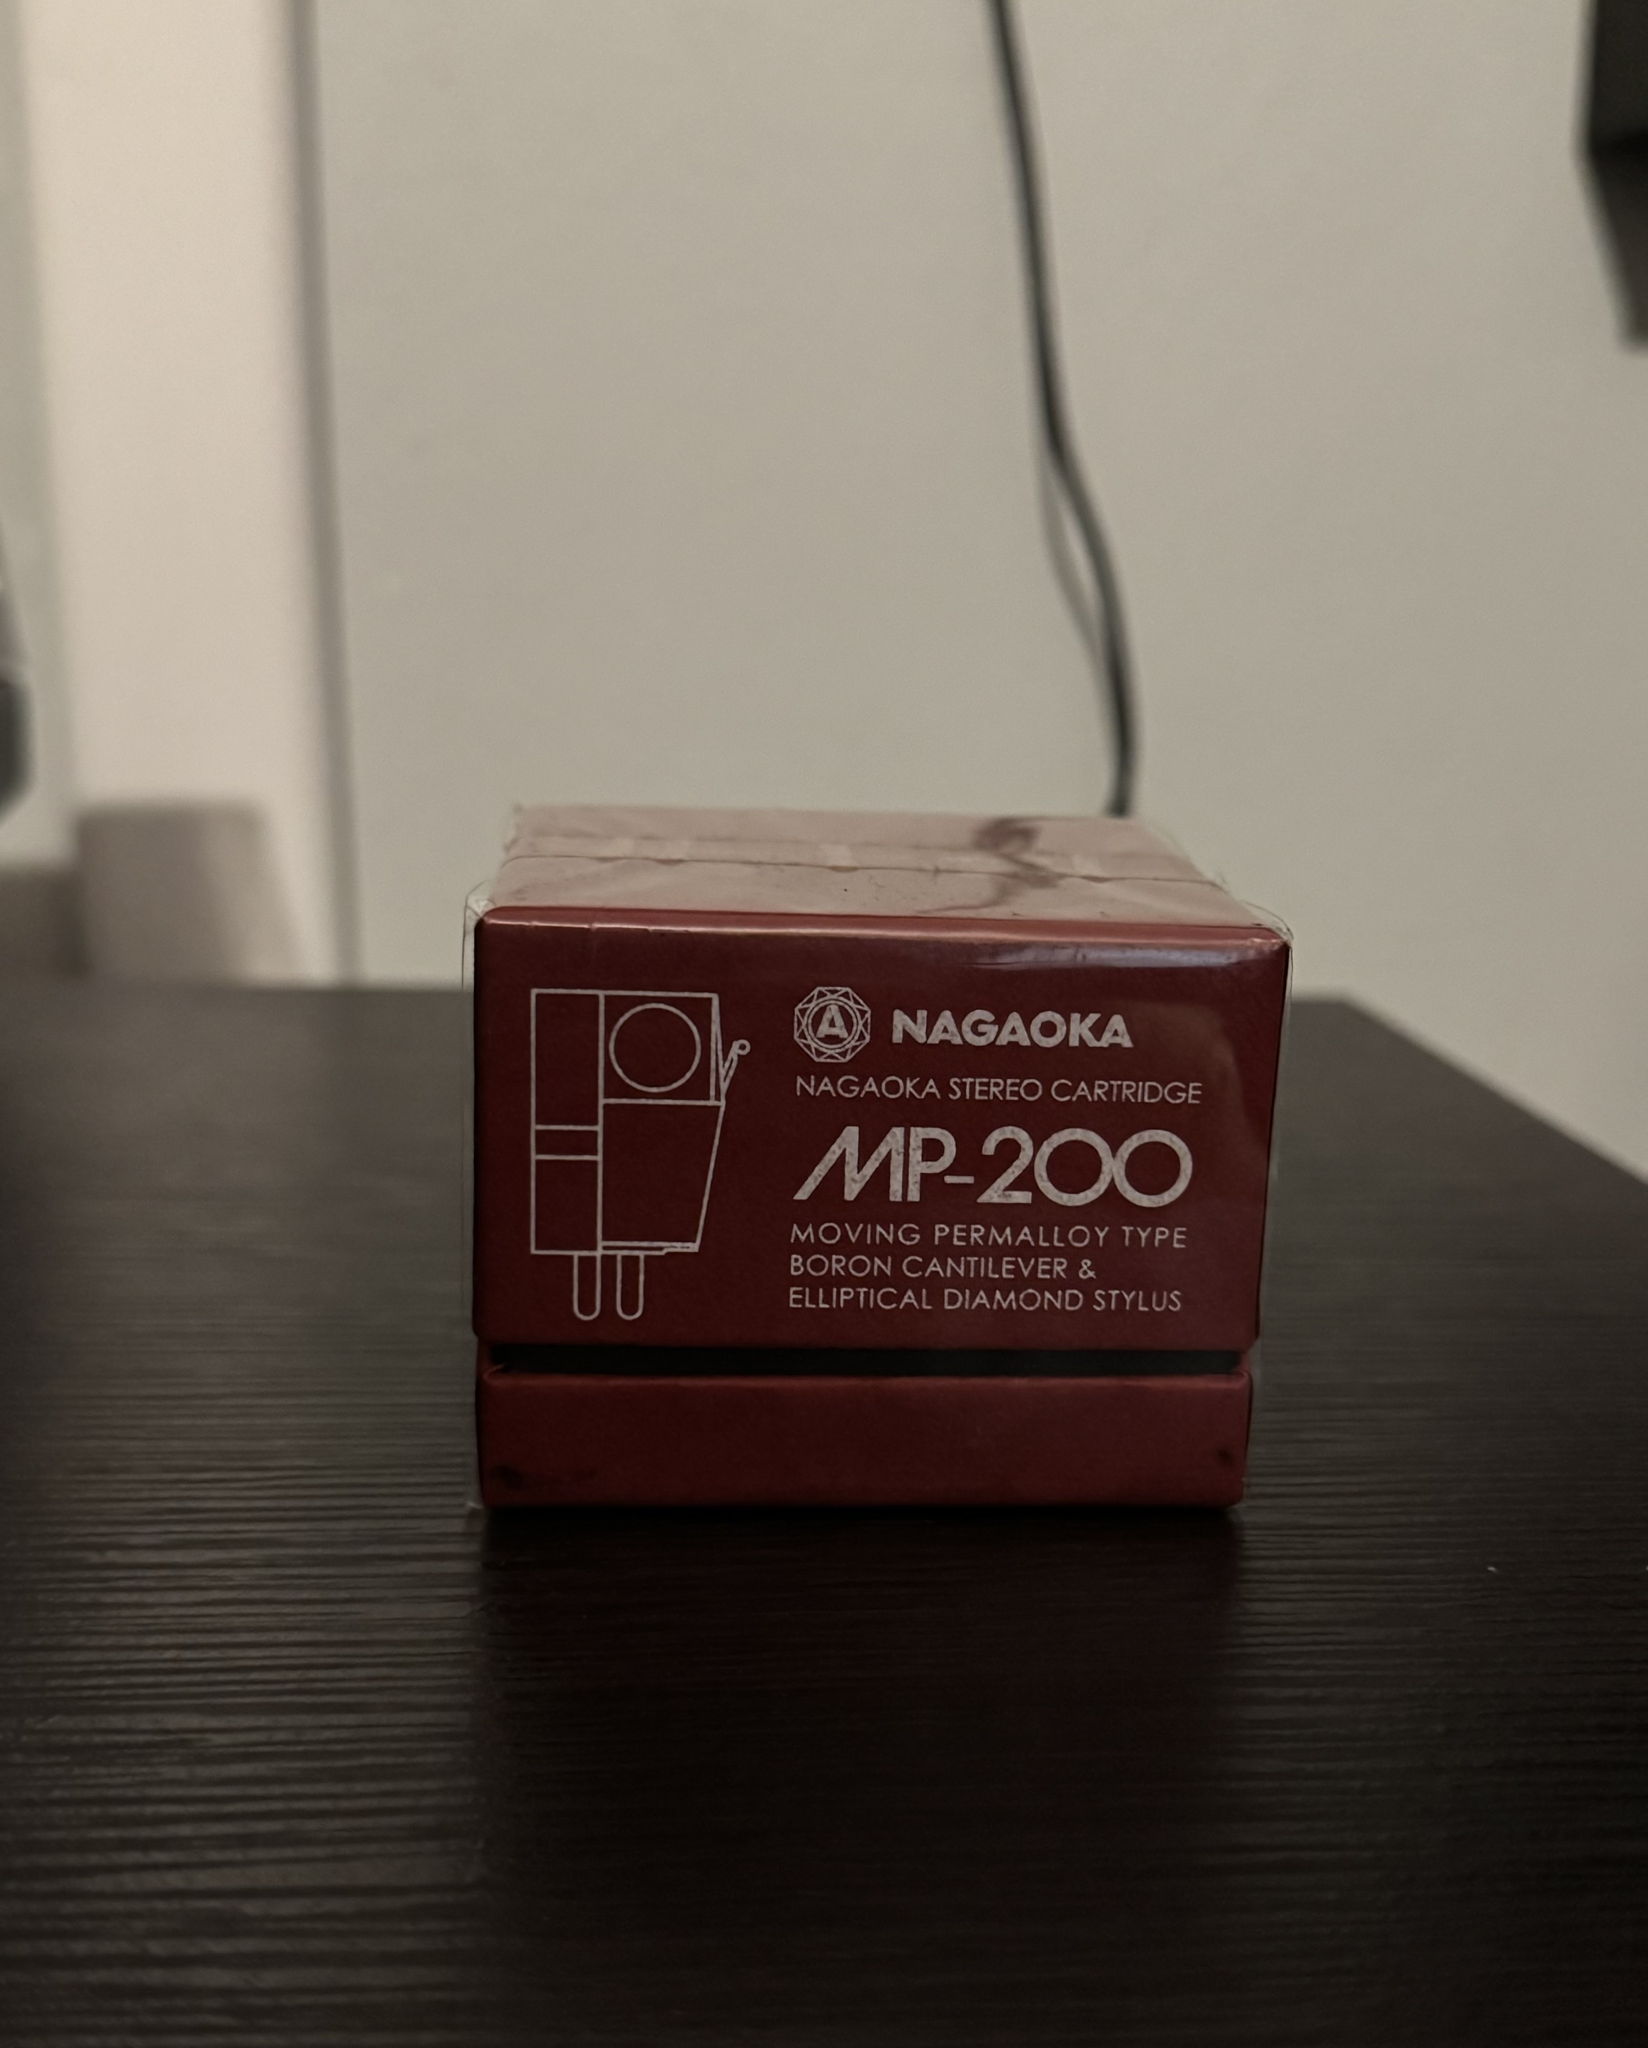 A NAGAOKA
NAGAOKA STEREO CARTRIDGE
MP-200
MOVING PERMALLOY TYPE
BORON CANTILEVER &
ELLIPTICAL DIAMOND STYLUS